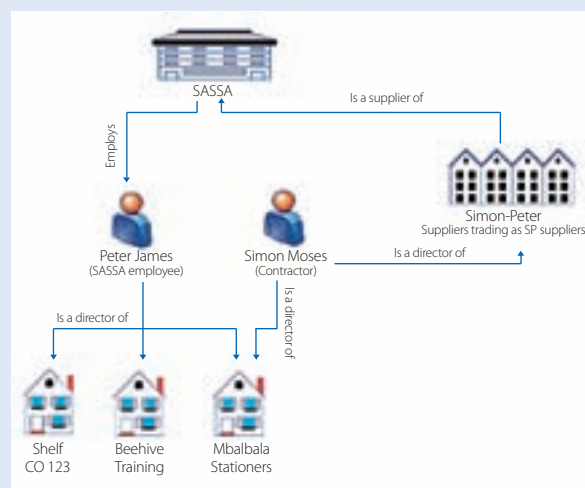 SASSA
Is a supplier of
Employs
Simon-Peter
Suppliers trading as SP suppliers
Peter James
(SASSA employee)
Simon Moses
(Contractor)
Is a director of
Is a director of
Is a director of
Shelf
CO 123
Beehive
Training
Mbalbala
Stationers